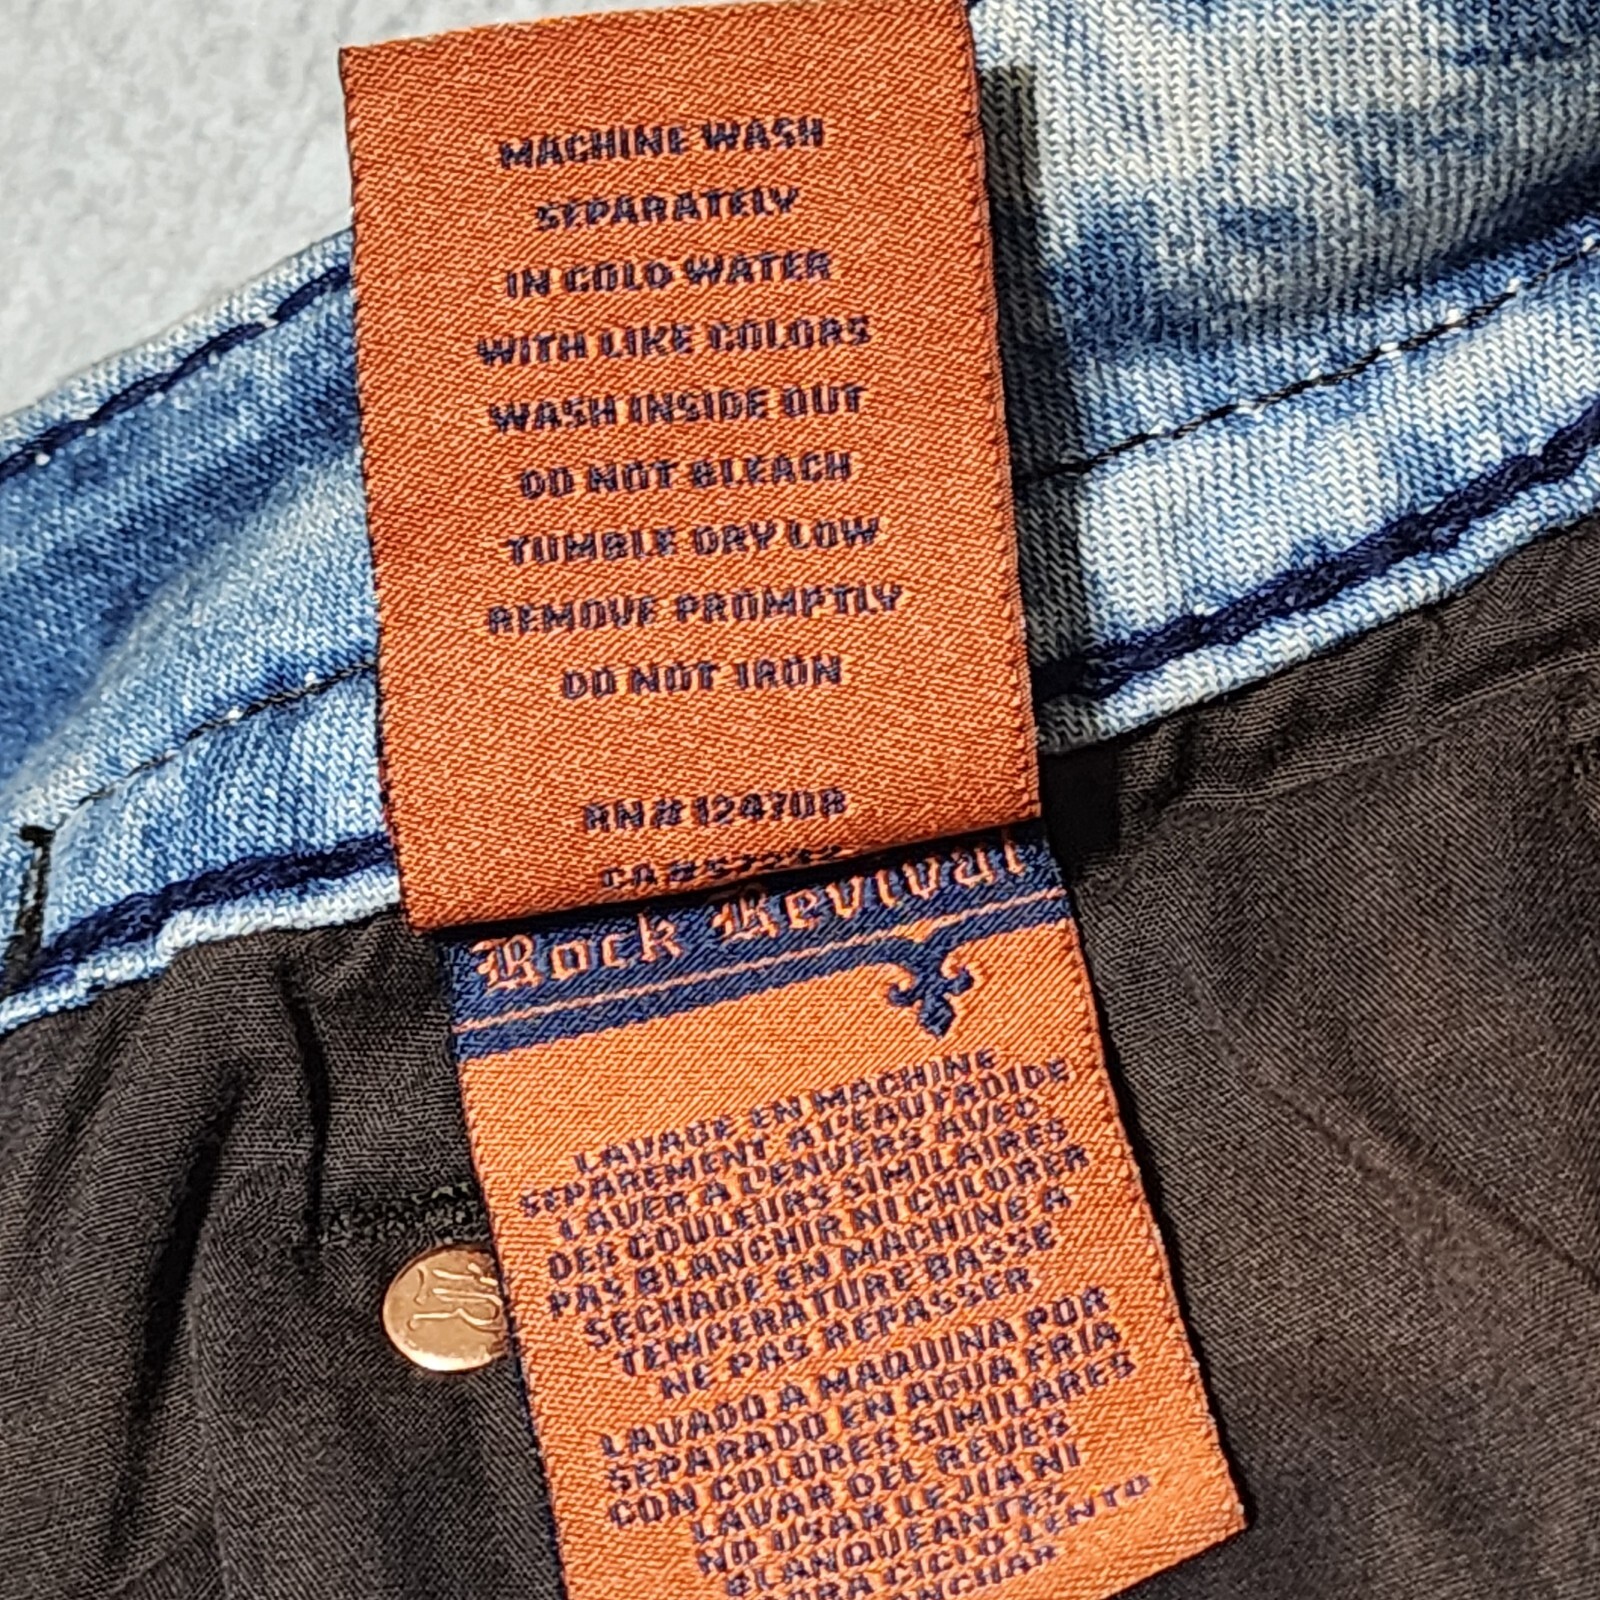 MACHINE WASH
SEPARATELY
IN COLD WATER
WITH LIKE COLORS
WASH INSIDE OUT
DO NOT BLEACH
TUMBLE DRY LOW
REMOVE PROMPTLY
DO NOT IRON
RN#124708
Rock Revival
LAVAGE EN MACHINE
SEPAREMENT A L'EAU FROIDE
LAVER A L'ENVERS AVEC
DES COULEURS SIMILAIRES
PAS BLANCHIR NI CHLORER
SECHAGE EN MACHINE A
TEMPERATURE BASSE
NE PAS REPASSER
LAVADO A MAQUINA POR
SEPARADO EN AGUA FRIA
CON COLORES SIMILARES
LAVAR DEL REVES
NO USAR LEJIA NI
BLANQUEANTES
CICLO LENTO